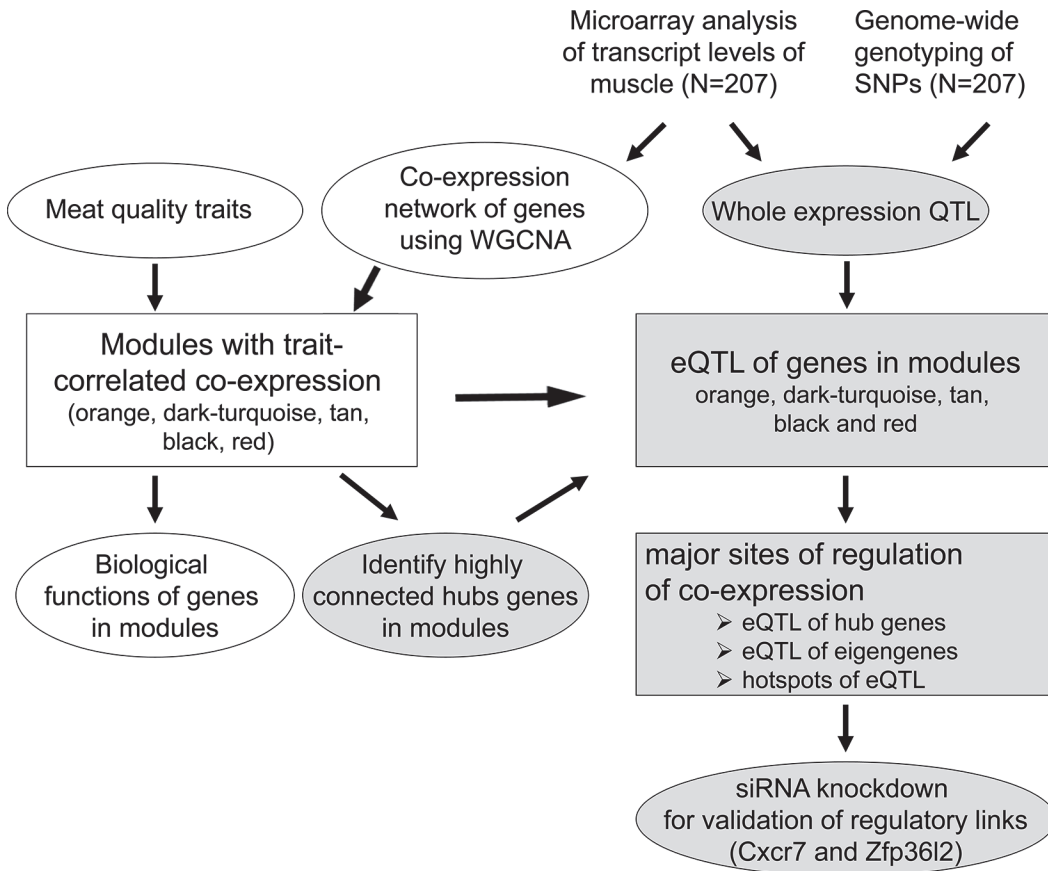 Microarray analysis
of transcript levels of
muscle (N=207)
Genome-wide
genotyping of
SNPs (N=207)
Meat quality traits
Co-expression
network of genes
using WGCNA
Whole expression QTL
Modules with trait-
correlated co-expression
(orange, dark-turquoise, tan,
black, red)
eQTL of genes in modules
orange, dark-turquoise, tan,
black and red
Biological
functions of genes
in modules
Identify highly
connected hubs genes
in modules
major sites of regulation
of co-expression
➢ eQTL of hub genes
➢ eQTL of eigengenes
➢ hotspots of eQTL
siRNA knockdown
for validation of regulatory links
(Cxcr7 and Zfp36l2)